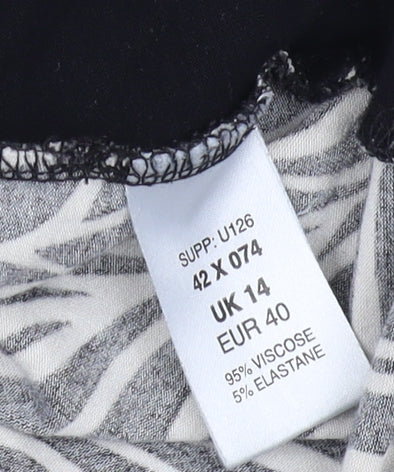 SUPP: U126
42 X 074
UK 14
EUR 40
95% VISCOSE
5% ELASTANE